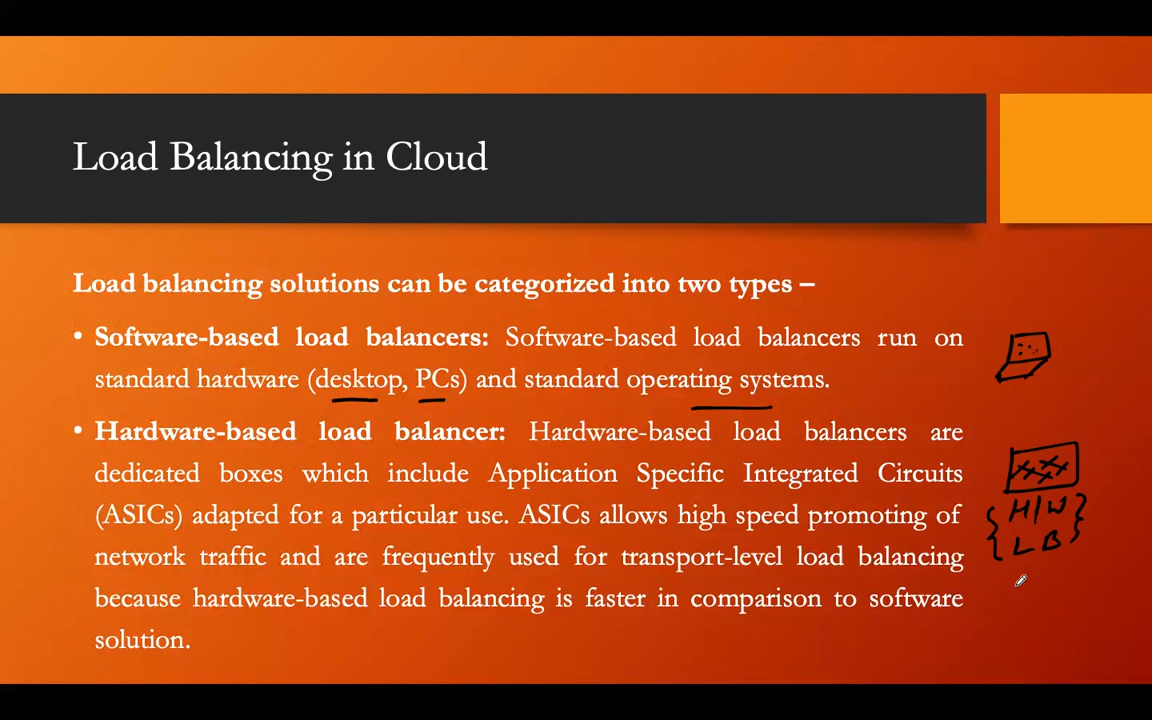 Load Balancing in Cloud
Load balancing solutions can be categorized into two types –
• Software-based load balancers: Software-based load balancers run on
standard hardware (desktop, PCs) and standard operating systems.
• Hardware-based load balancer: Hardware-based load balancers are
dedicated boxes which include Application Specific Integrated Circuits
(ASICs) adapted for a particular use. ASICs allows high speed promoting of
network traffic and are frequently used for transport-level load balancing
because hardware-based load balancing is faster in comparison to software
solution.
H/W
LB